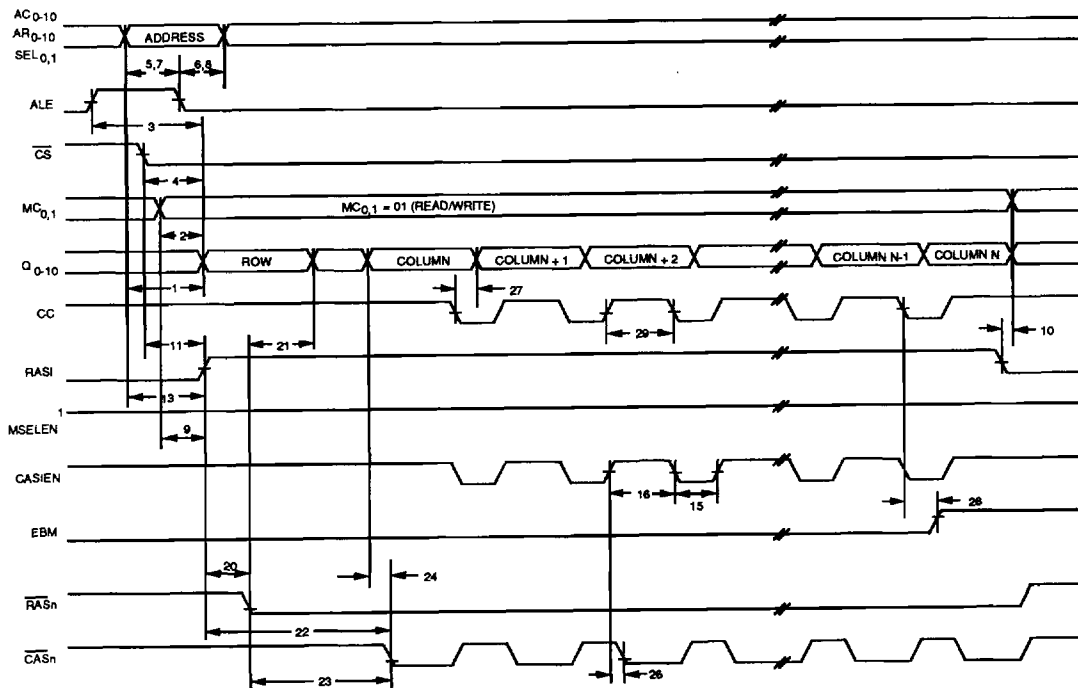 AC0-10
AR0-10
SEL0,1
ADDRESS
5,7
6,8
ALE
3
CS
4
MC0,1
MC0,1 = 01 (READ/WRITE)
2
Q0-10
ROW
COLUMN
COLUMN + 1
COLUMN + 2
COLUMN N-1
COLUMN N
1
27
CC
11
21
29
10
RASI
13
1
MSELEN
9
CASIEN
16
15
28
EBM
20
24
RASn
22
CASn
23
26